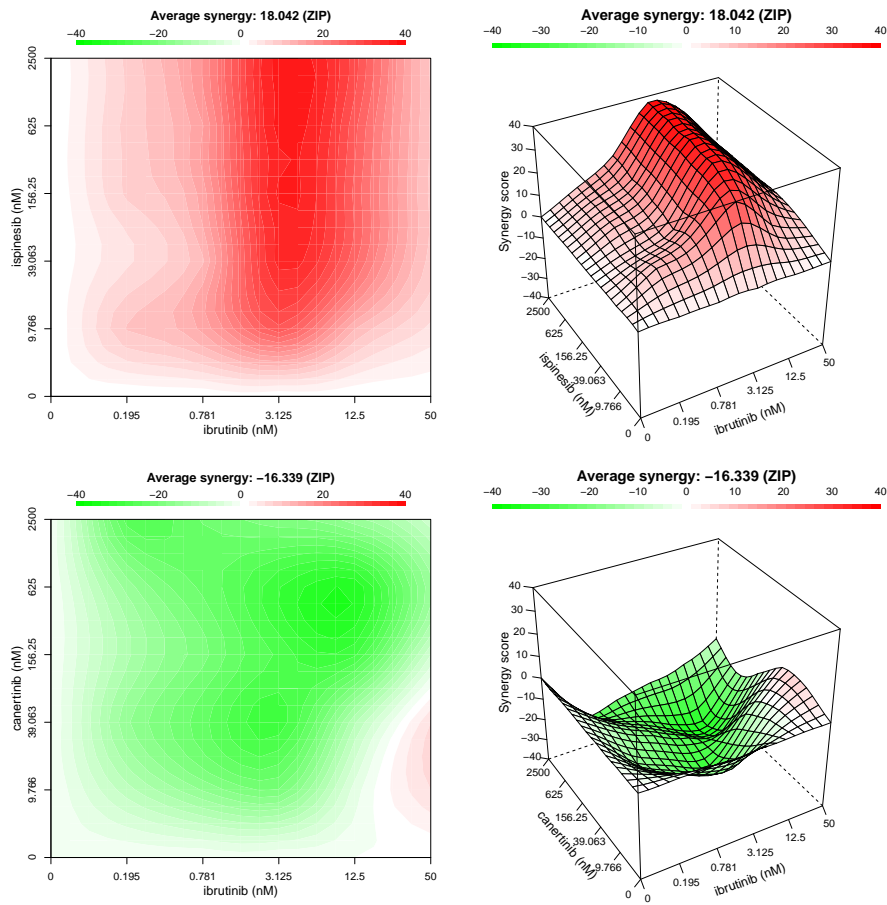 Average synergy: 18.042 (ZIP)
−40 −20 0 20 40
ispinesib (nM)
2500
625
156.25
39.063
9.766
0
0 0.195 0.781 3.125 12.5 50
ibrutinib (nM)
Average synergy: 18.042 (ZIP)
−40 −30 −20 −10 0 10 20 30 40
Synergy score
40
30
20
10
0
−10
−20
−30
−40
2500
625
156.25
39.063
9.766
0
ispinesib (nM)
0
0.195
0.781
3.125
12.5
50
ibrutinib (nM)
Average synergy: −16.339 (ZIP)
−40 −20 0 20 40
canertinib (nM)
2500
625
156.25
39.063
9.766
0
0 0.195 0.781 3.125 12.5 50
ibrutinib (nM)
Average synergy: −16.339 (ZIP)
−40 −30 −20 −10 0 10 20 30 40
Synergy score
40
30
20
10
0
−10
−20
−30
−40
2500
625
156.25
39.063
9.766
0
canertinib (nM)
0
0.195
0.781
3.125
12.5
50
ibrutinib (nM)